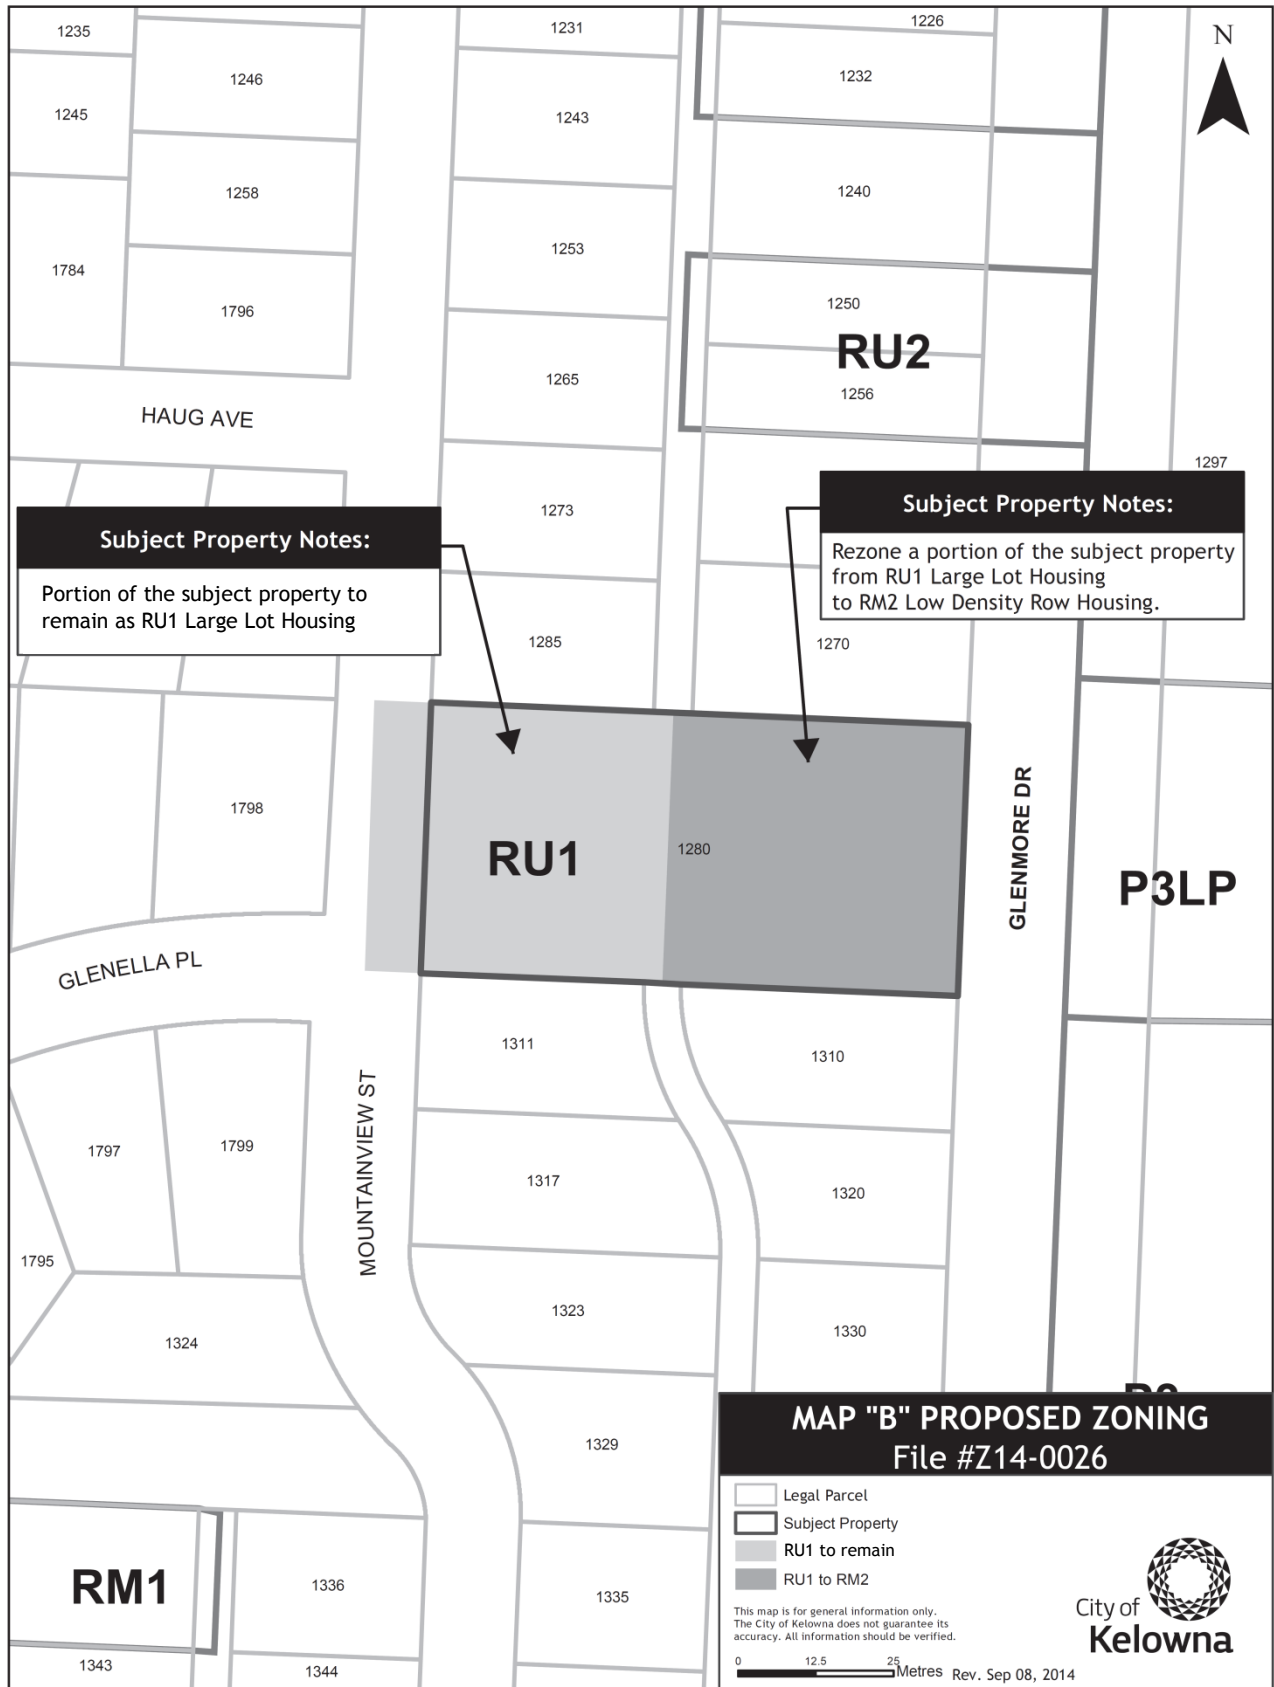 1235
1231
1226
N
1246
1232
1245
1243
1258
1240
1253
1784
1796
1250
RU2
1265
1256
HAUG AVE
1297
Subject Property Notes:
Rezone a portion of the subject property
from RU1 Large Lot Housing
to RM2 Low Density Row Housing.
1273
Subject Property Notes:
Portion of the subject property to
remain as RU1 Large Lot Housing
1285
1270
1798
RU1
1280
GLENMORE DR
P3LP
GLENELLA PL
1311
1310
MOUNTAINVIEW ST
1797
1799
1317
1320
1795
1323
1324
1330
1329
MAP "B" PROPOSED ZONING
File #Z14-0026
Legal Parcel
Subject Property
RU1 to remain
RU1 to RM2
This map is for general information only.
The City of Kelowna does not guarantee its
accuracy. All information should be verified.
0 12.5 25
Metres Rev. Sep 08, 2014
City of
Kelowna
RM1
1336
1335
1343
1344